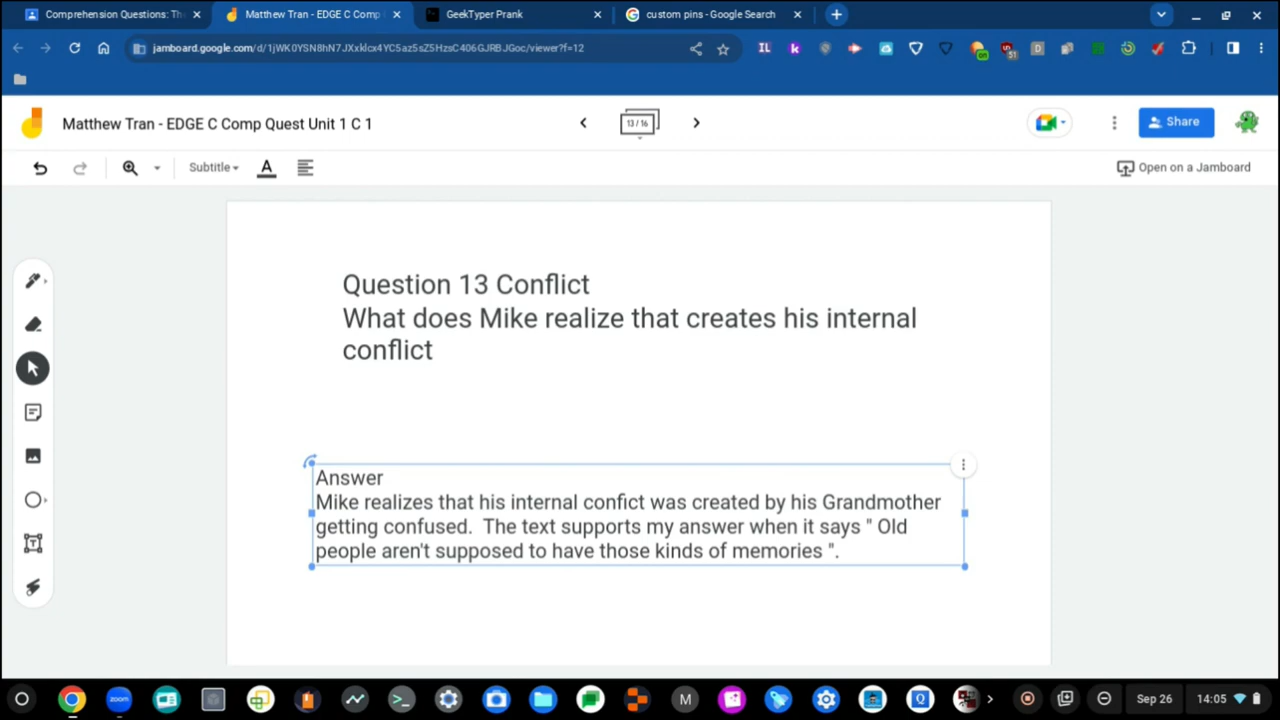 Comprehension Questions: Th
Matthew Tran - EDGE C Comp
GeekTyper Prank
custom pins - Google Search
jamboard.google.com/d/1jWK0YSN8hN7JXxklcx4YC5az5sZ5HzsC406GJRBJGoc/viewer?f=12
Matthew Tran - EDGE C Comp Quest Unit 1 C 1
13 / 16
Share
Subtitle
Open on a Jamboard
Question 13 Conflict
What does Mike realize that creates his internal
conflict
Answer
Mike realizes that his internal confict was created by his Grandmother
getting confused. The text supports my answer when it says " Old
people aren't supposed to have those kinds of memories ".
zoom
Sep 26
14:05